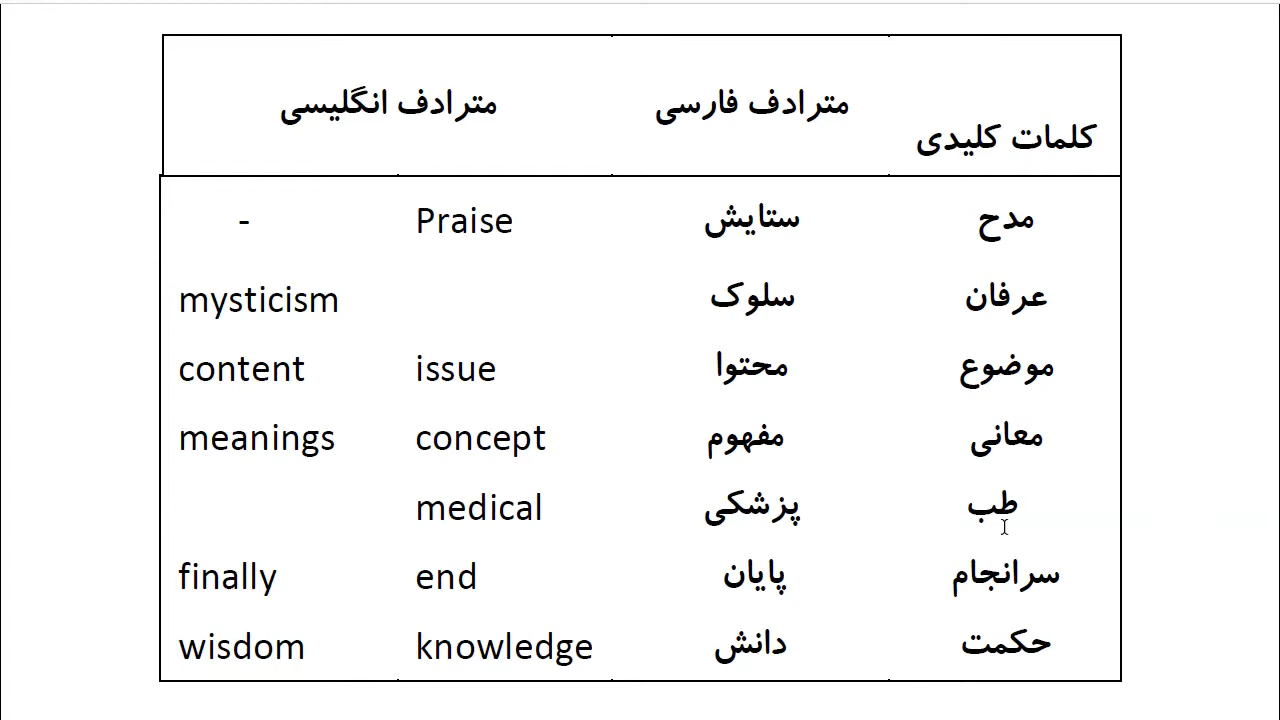 کلمات کلیدی مترادف فارسی مترادف انگلیسی
مدح ستایش Praise -
عرفان سلوک mysticism
موضوع محتوا issue content
معانی مفهوم concept meanings
طب پزشکی medical
سرانجام پایان end finally
حکمت دانش knowledge wisdom